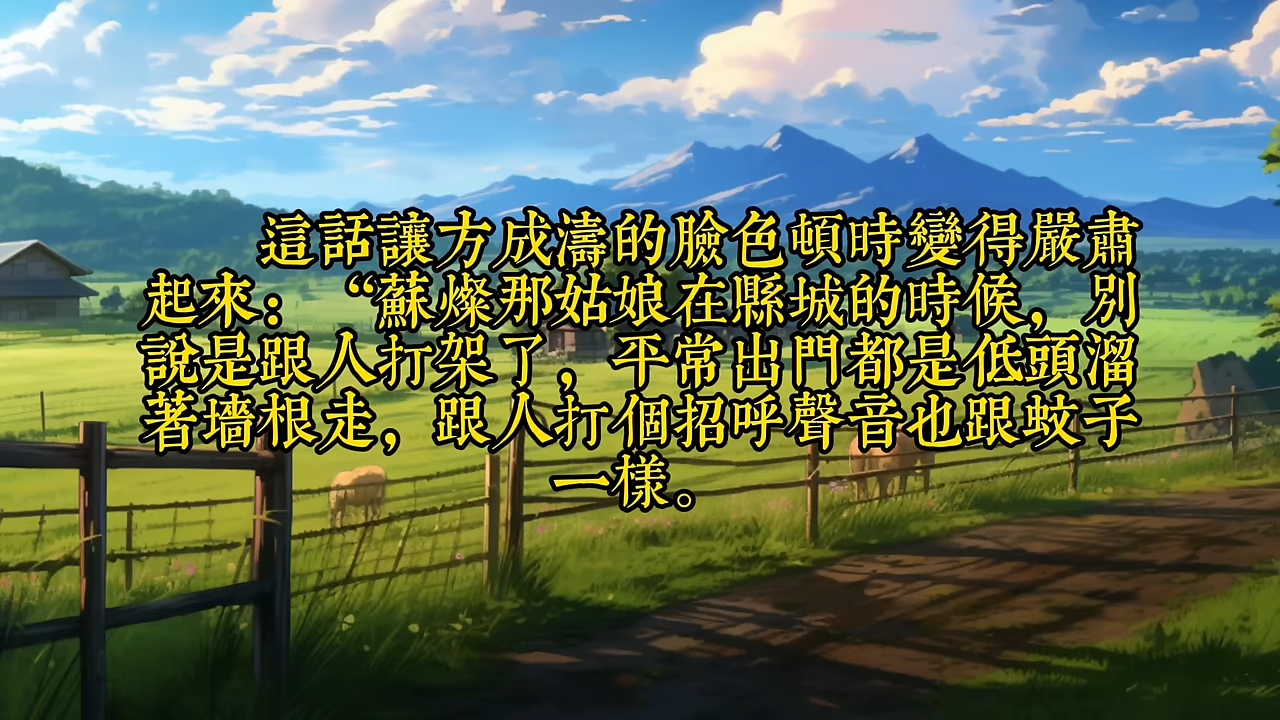 這話讓方成濤的臉色頓時變得嚴肅
起來：“蘇燦那姑娘在縣城的時候，別
說是跟人打架了，平常出門都是低頭溜
著墻根走，跟人打個招呼聲音也跟蚊子
一樣。